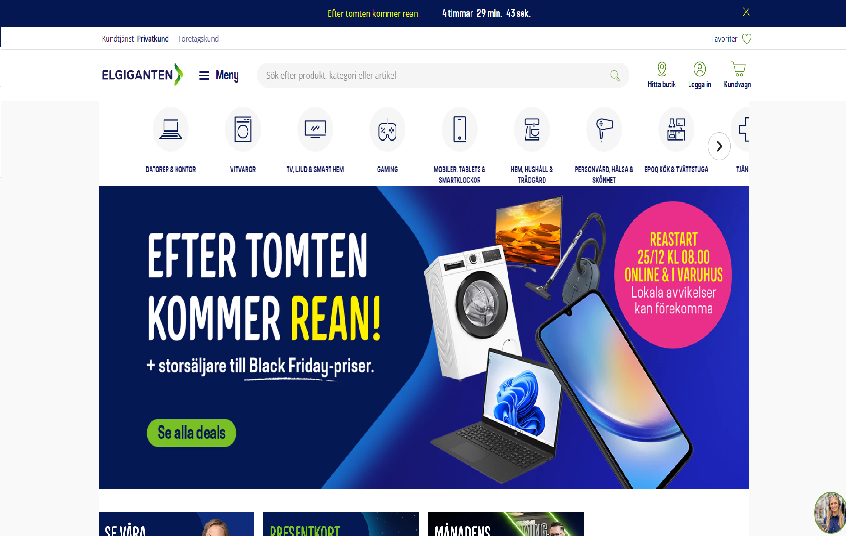 Efter tomten kommer rean 4 timmar 29 min. 43 sek.
Kundtjänst Privatkund Företagskund
avoriter
ELGIGANTEN Meny Sök efter produkt, kategori eller artikel
Hitta butik Logga in Kundvagn
DATORER & KONTOR
VITVAROR
TV, LJUD & SMART HEM
GAMING
MOBILER, TABLETS &
SMARTKLOCKOR
HEM, HUSHÅLL &
TRÄDGÅRD
PERSONVÅRD, HÄLSA &
SKÖNHET
EPOQ KÖK & TVÄTTSTUGA
TJÄN
EFTER TOMTEN
KOMMER REAN!
+ storsäljare till Black Friday-priser.
Se alla deals
REASTART
25/12 KL 08.00
ONLINE & I VARUHUS
Lokala avvikelser
kan förekomma
SE VÅRA
PRESENTKORT
MÅNADENS